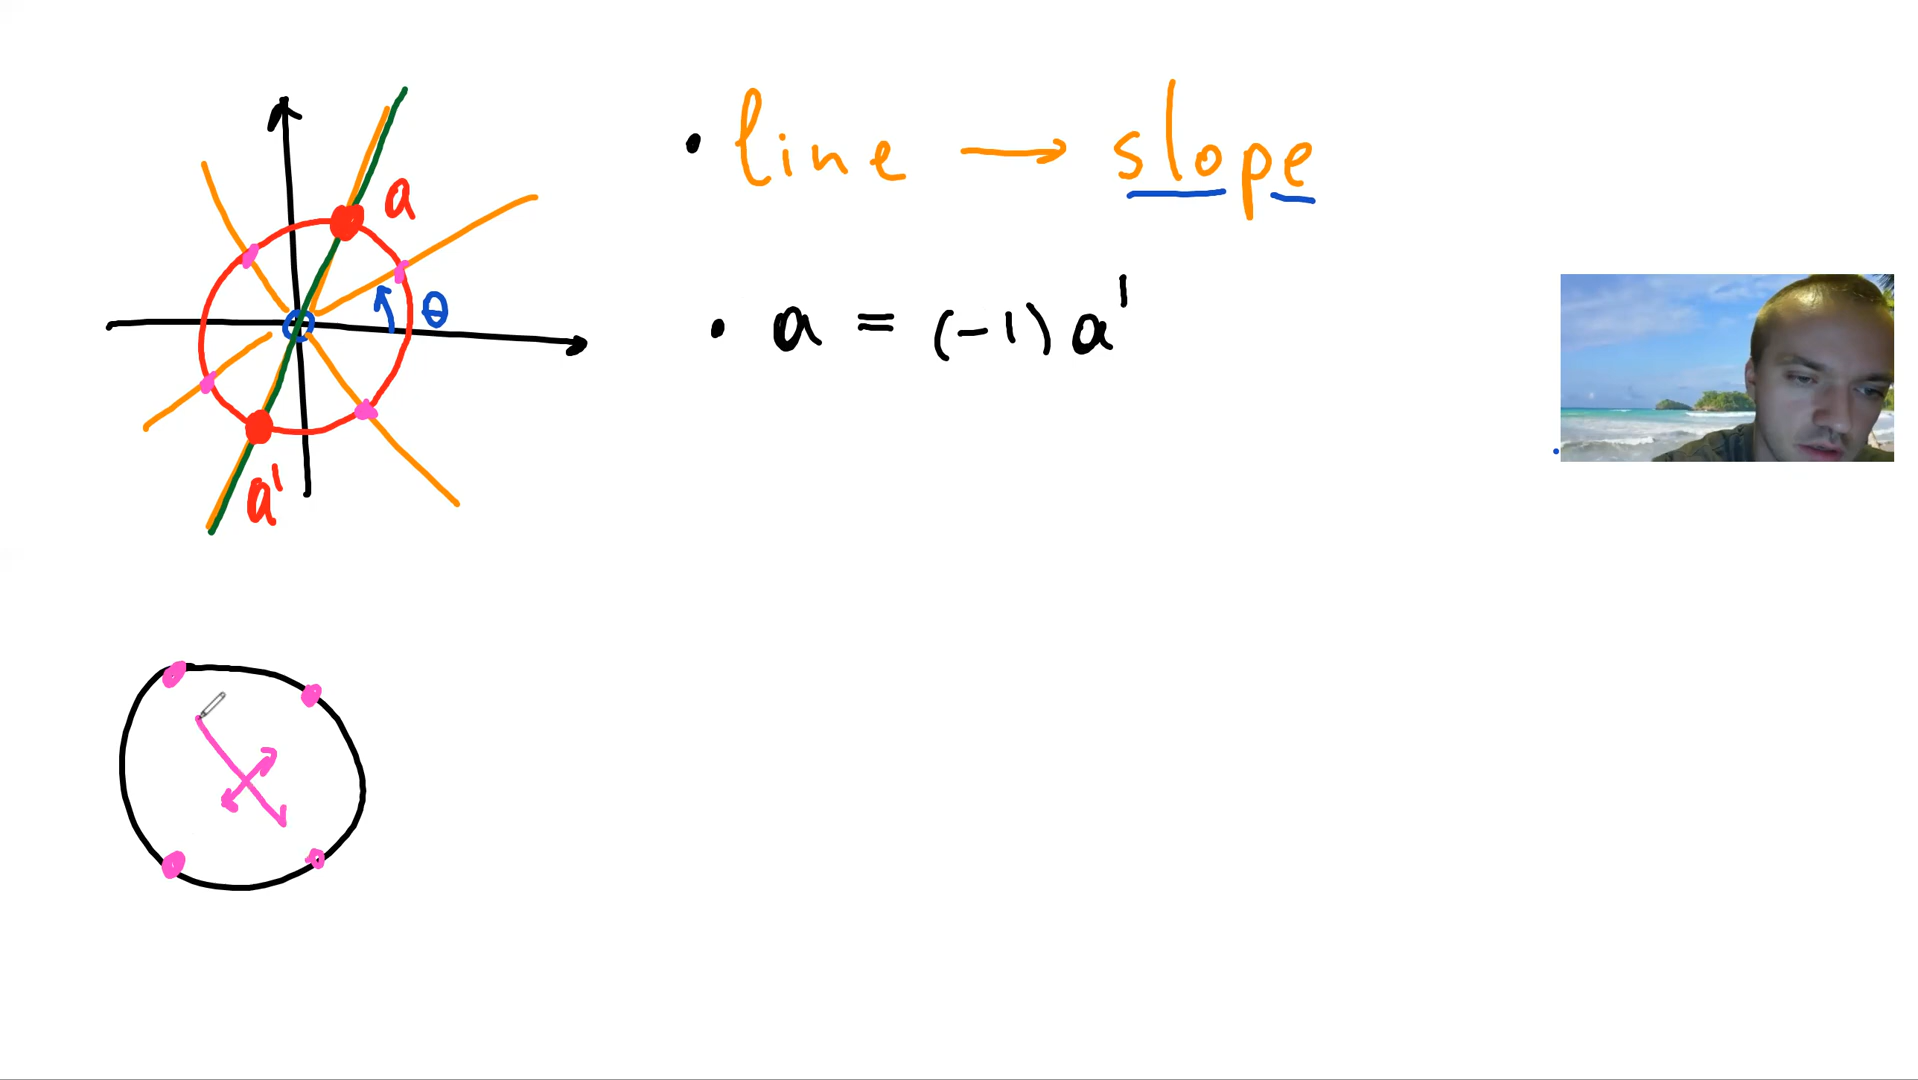 • line → slope
a
θ
• a = (-1) a'
a'